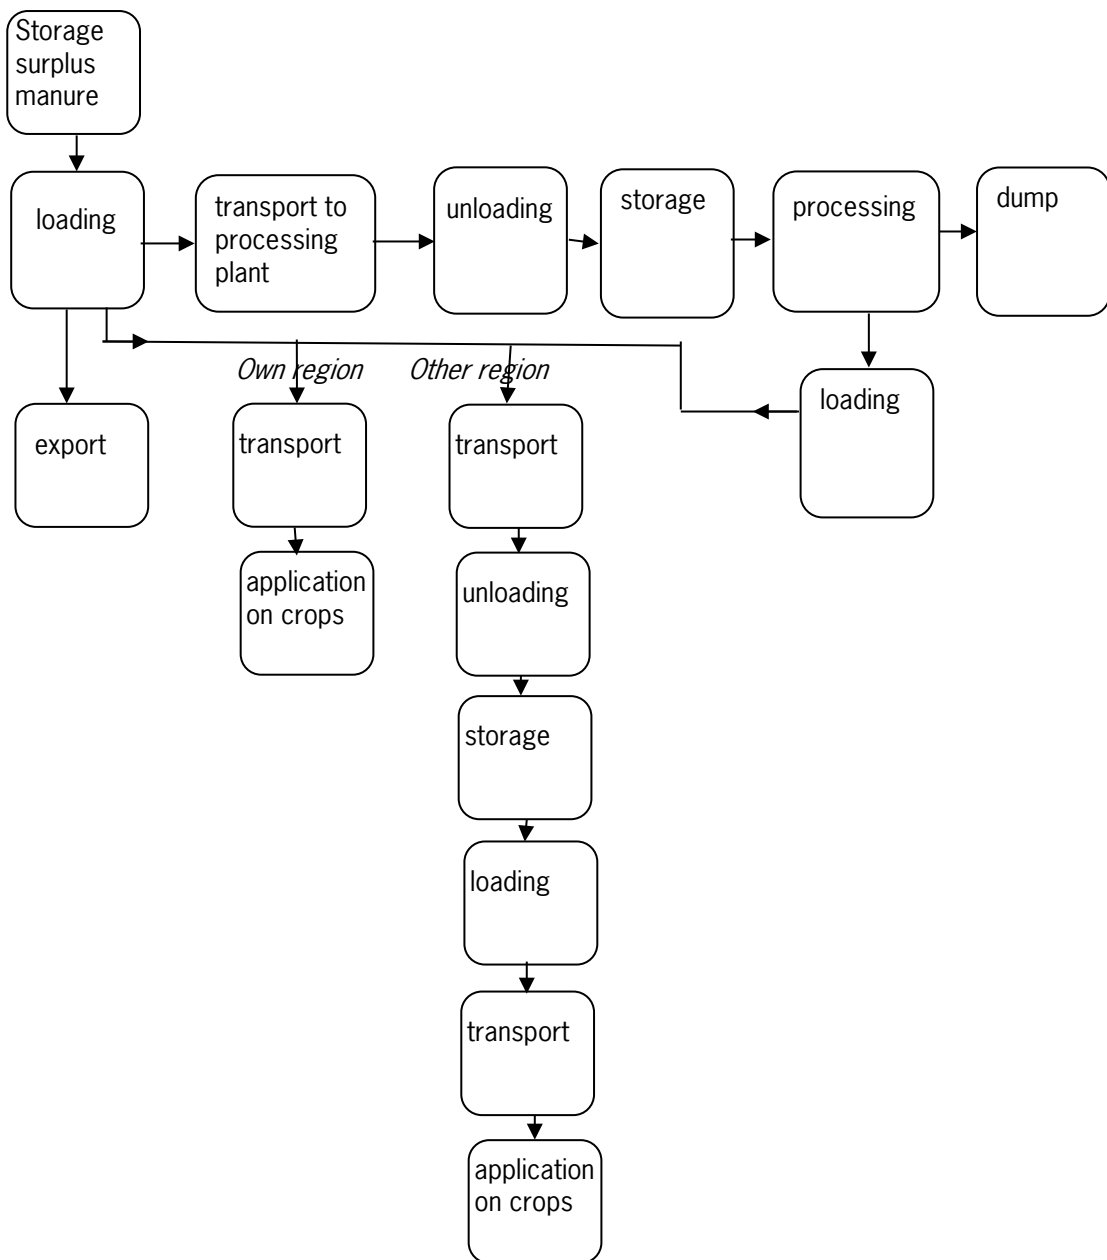 Storage
surplus
manure
loading
transport to
processing
plant
unloading
storage
processing
dump
Own region
Other region
loading
export
transport
transport
application
on crops
unloading
storage
loading
transport
application
on crops